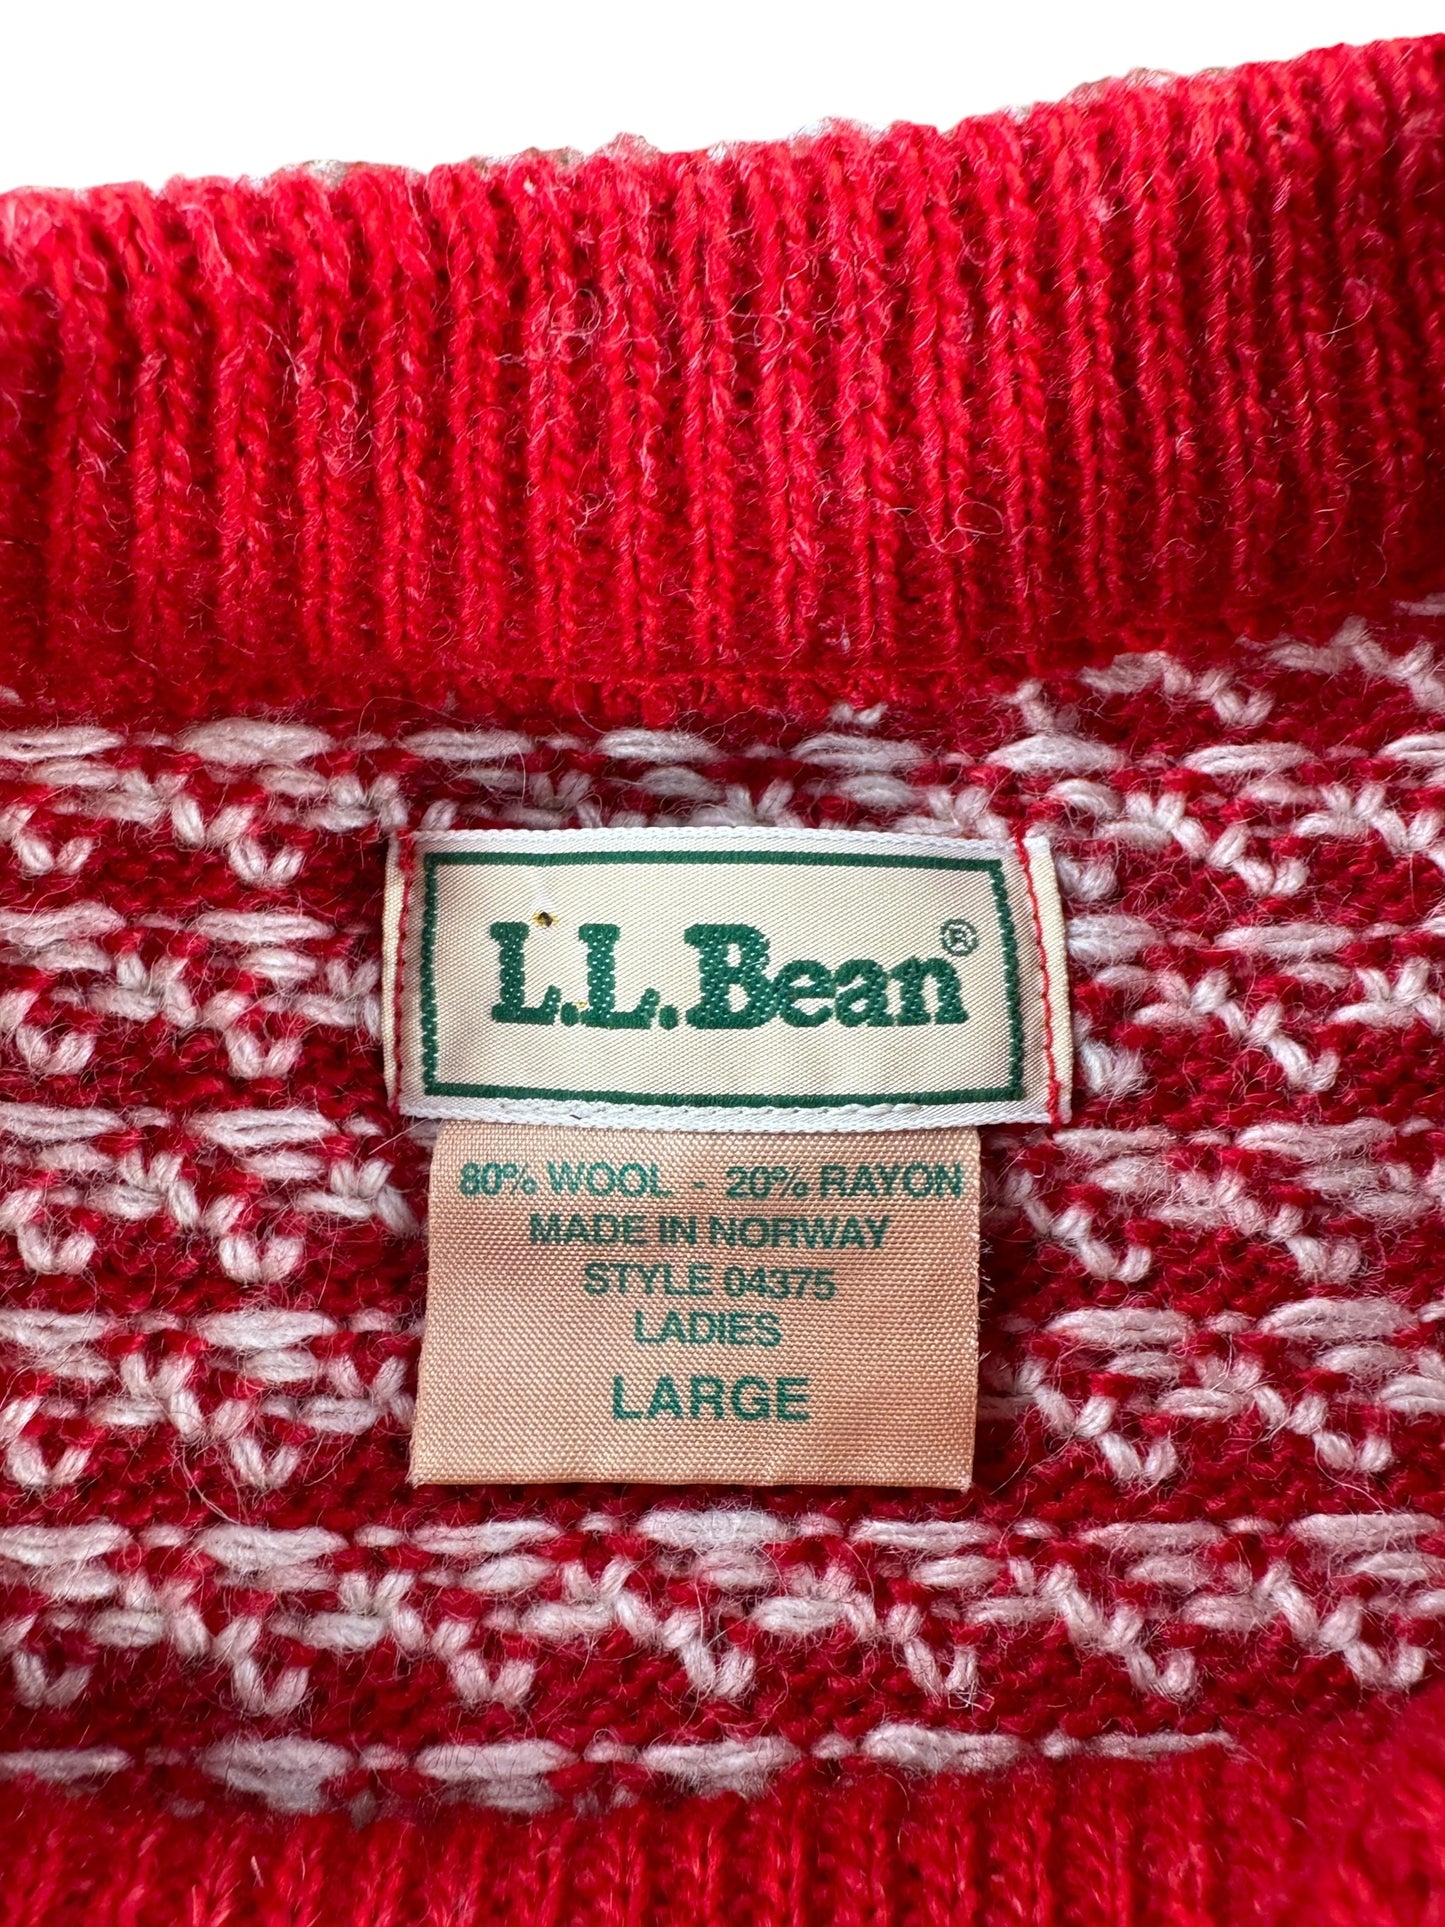 L.L.Bean®
80% WOOL - 20% RAYON
MADE IN NORWAY
STYLE 04375
LADIES
LARGE